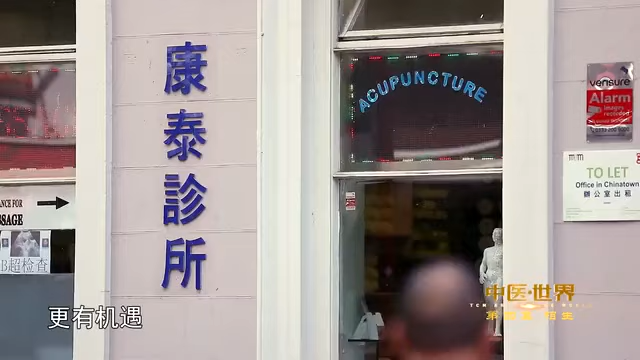 康泰診所
ACUPUNCTURE
verisure
Alarm
TO LET
Office in Chinatown
辦公室出租
ANCE FOR
SSAGE
B超检查
更有机遇
中医·世界